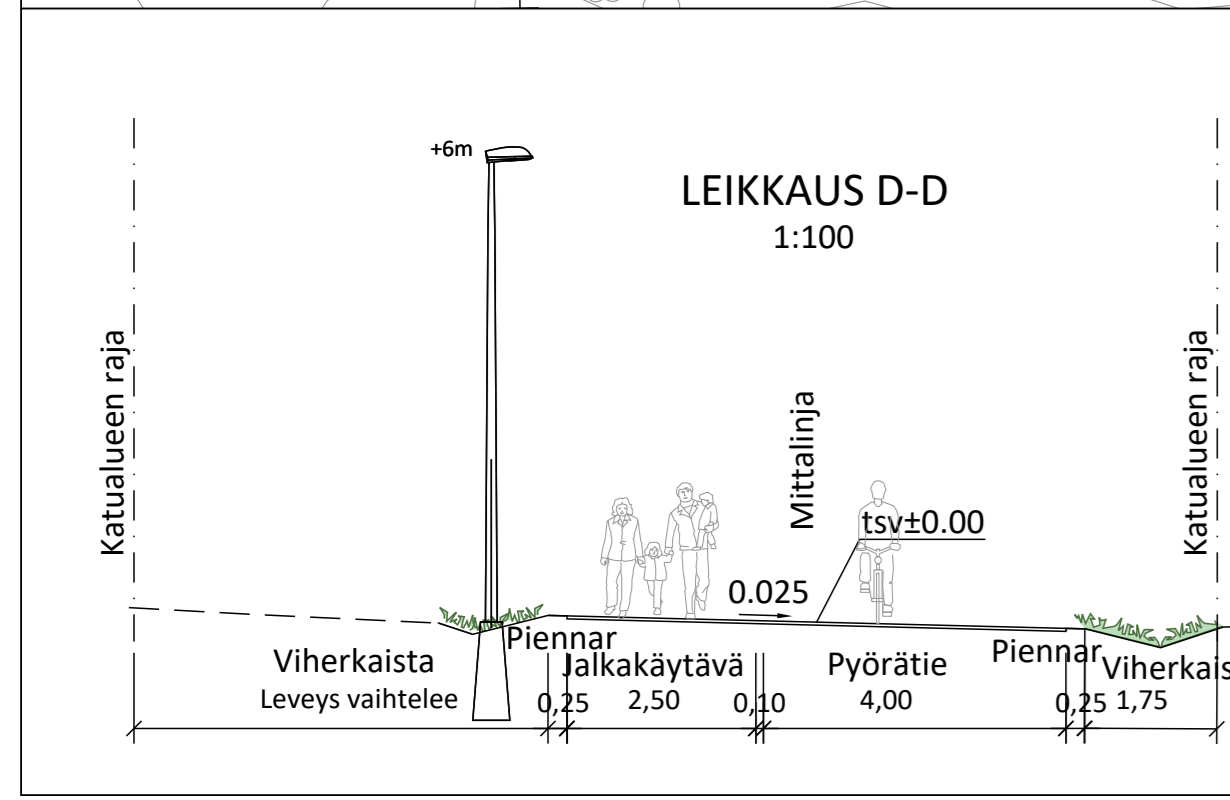 +6m
LEIKKAUS D-D
1:100
Katualueen raja
Mittalinja
Katualueen raja
tsv±0.00
0.025
Piennar
Viherkaista
Jalkakäytävä
Pyörätie
Piennar
Viherkais
Leveys vaihtelee
0,25
2,50
0,10
4,00
0,25
1,75